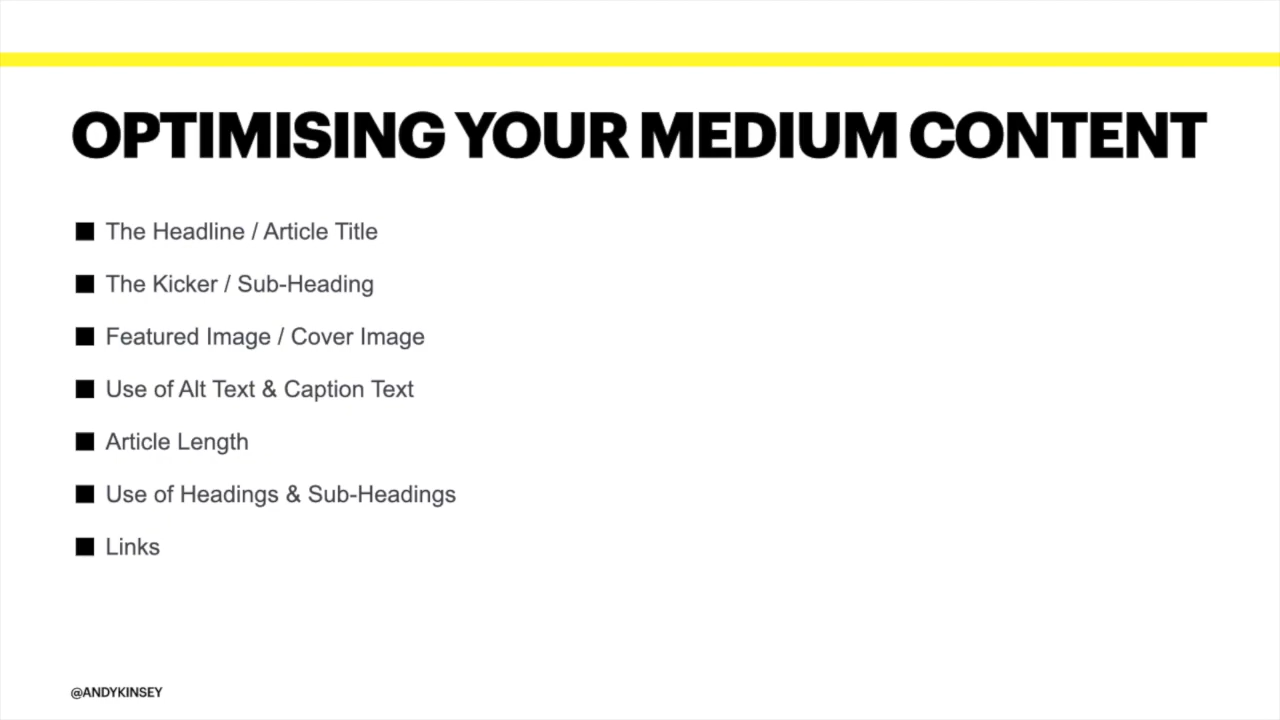 OPTIMISING YOUR MEDIUM CONTENT
The Headline / Article Title
The Kicker / Sub-Heading
Featured Image / Cover Image
Use of Alt Text & Caption Text
Article Length
Use of Headings & Sub-Headings
Links
@ANDYKINSEY